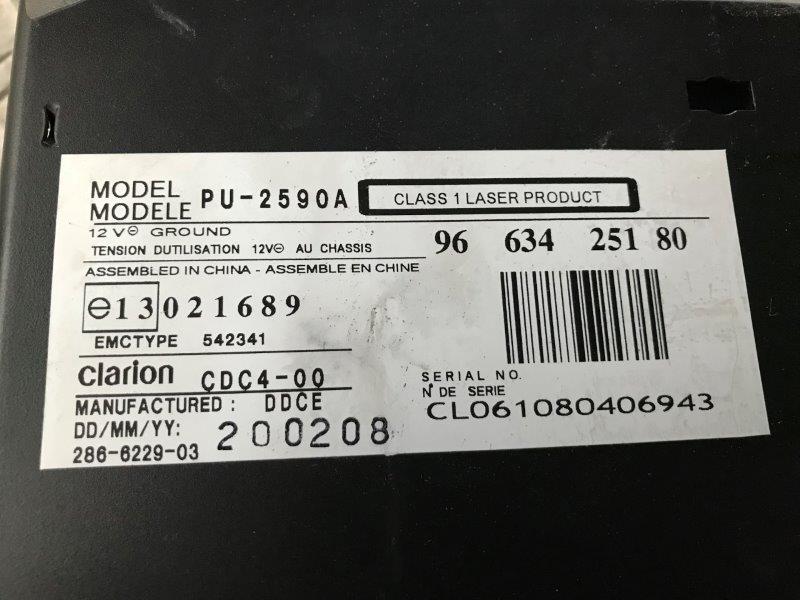 MODEL
MODELE PU-2590A CLASS 1 LASER PRODUCT
12V⊖ GROUND
TENSION DUTILISATION 12V⊖ AU CHASSIS
96 634 251 80
ASSEMBLED IN CHINA - ASSEMBLE EN CHINE
e13 021689
EMCTYPE 542341
clarion CDC4-00
MANUFACTURED : DDCE
DD/MM/YY: 200208
286-6229-03
SERIAL NO.
N° DE SERIE
CL061080406943